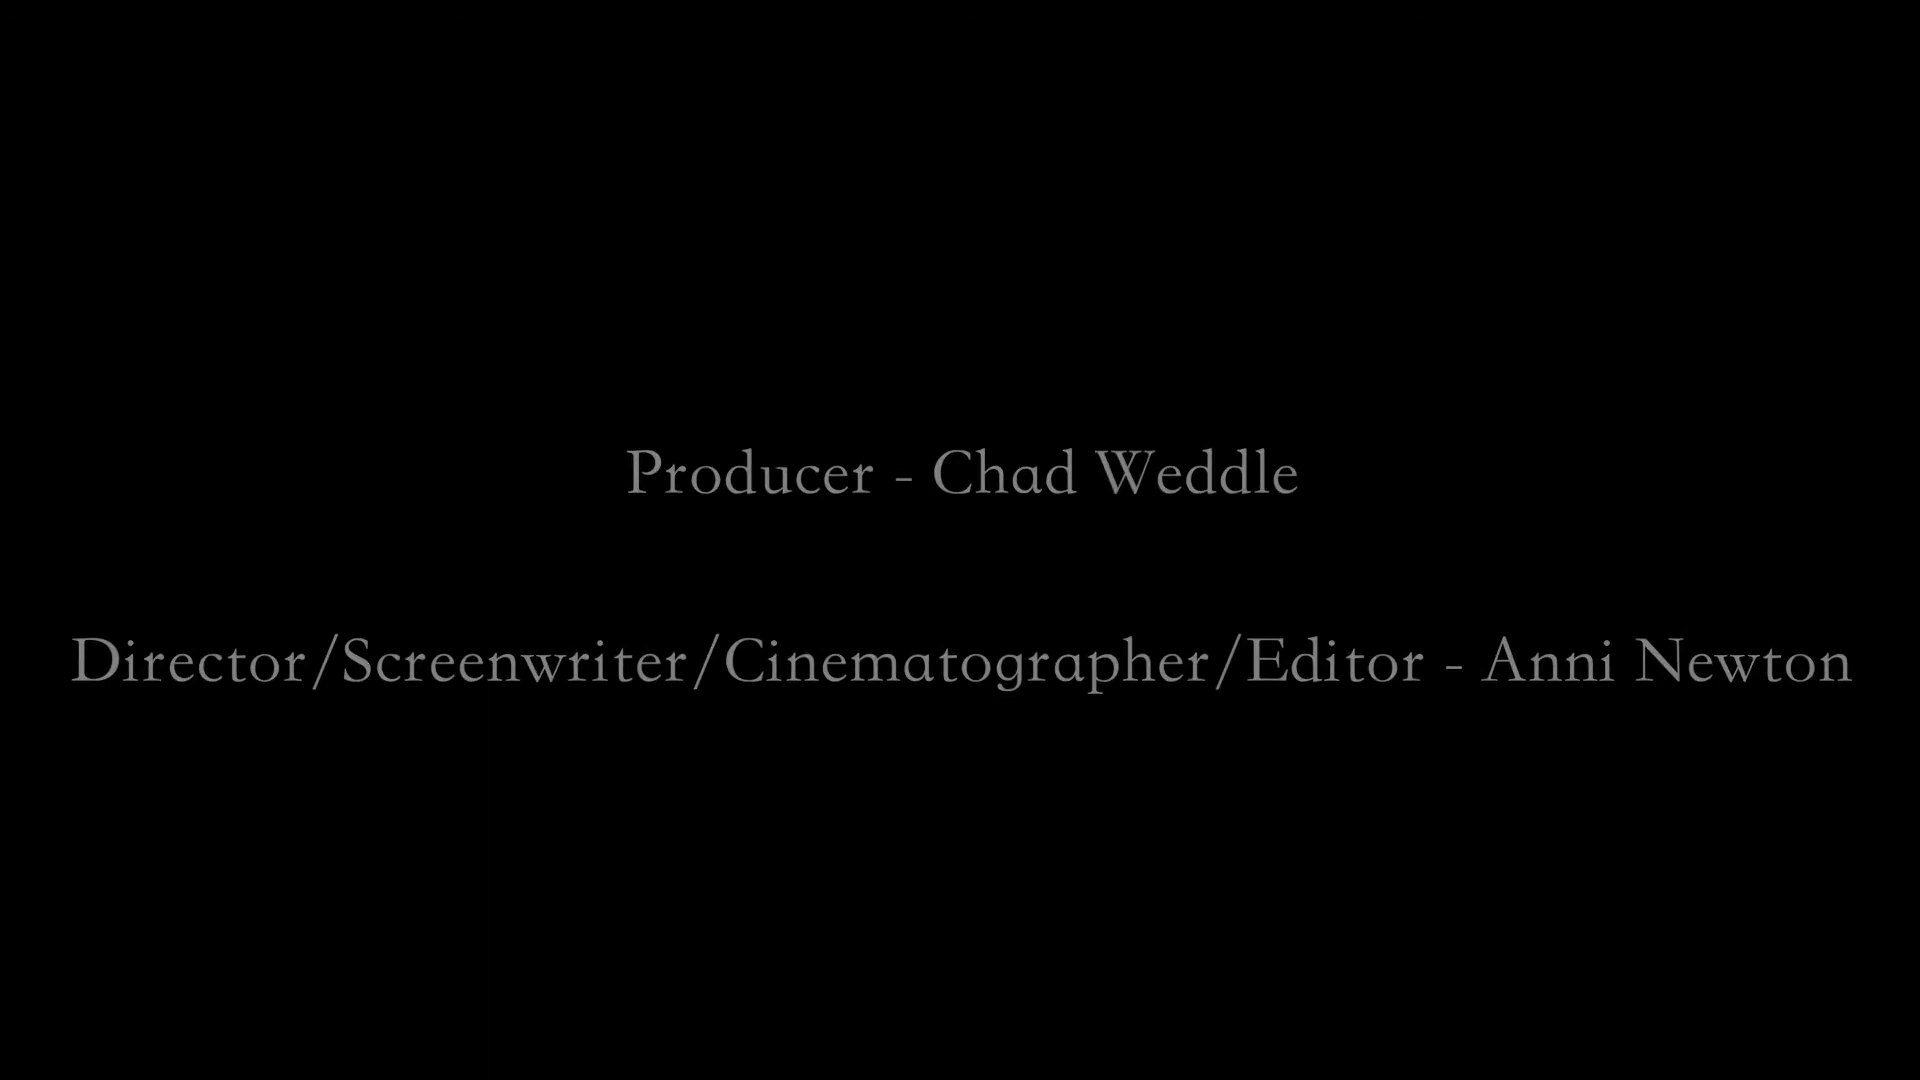 Producer - Chad Weddle
Director/Screenwriter/Cinematographer/Editor - Anni Newton